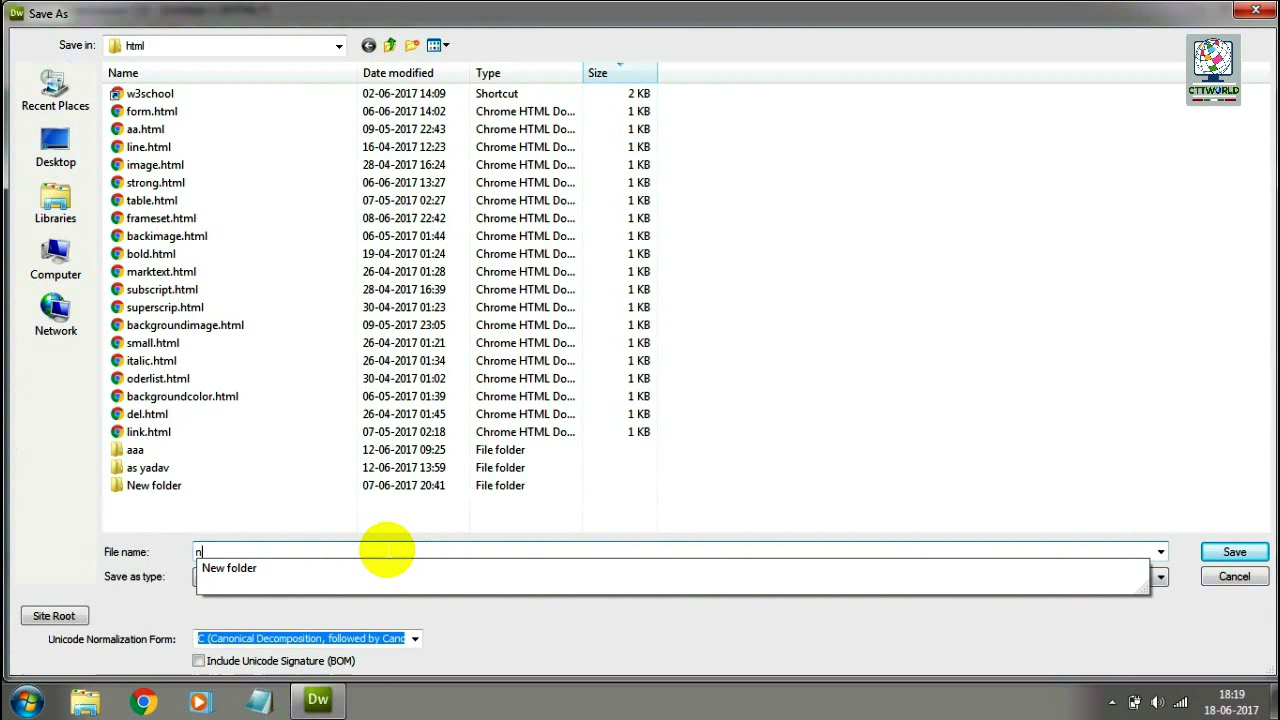 Dw Save As
Save in: html
Name Date modified Type Size
w3school 02-06-2017 14:09 Shortcut 2 KB
form.html 06-06-2017 14:02 Chrome HTML Do... 1 KB
aa.html 09-05-2017 22:43 Chrome HTML Do... 1 KB
line.html 16-04-2017 12:23 Chrome HTML Do... 1 KB
image.html 28-04-2017 16:24 Chrome HTML Do... 1 KB
strong.html 06-06-2017 13:27 Chrome HTML Do... 1 KB
table.html 07-05-2017 02:27 Chrome HTML Do... 1 KB
frameset.html 08-06-2017 22:42 Chrome HTML Do... 1 KB
backimage.html 06-05-2017 01:44 Chrome HTML Do... 1 KB
bold.html 19-04-2017 01:24 Chrome HTML Do... 1 KB
marktext.html 26-04-2017 01:28 Chrome HTML Do... 1 KB
subscript.html 28-04-2017 16:39 Chrome HTML Do... 1 KB
superscrip.html 30-04-2017 01:23 Chrome HTML Do... 1 KB
backgroundimage.html 09-05-2017 23:05 Chrome HTML Do... 1 KB
small.html 26-04-2017 01:21 Chrome HTML Do... 1 KB
italic.html 26-04-2017 01:34 Chrome HTML Do... 1 KB
oderlist.html 30-04-2017 01:02 Chrome HTML Do... 1 KB
backgroundcolor.html 06-05-2017 01:39 Chrome HTML Do... 1 KB
del.html 26-04-2017 01:45 Chrome HTML Do... 1 KB
link.html 07-05-2017 02:18 Chrome HTML Do... 1 KB
aaa 12-06-2017 09:25 File folder
as yadav 12-06-2017 13:59 File folder
New folder 07-06-2017 20:41 File folder
Recent Places
Desktop
Libraries
Computer
Network
CTTWORLD
File name: n Save
New folder
Save as type: Cancel
Site Root
Unicode Normalization Form: C (Canonical Decomposition, followed by Canc
Include Unicode Signature (BOM)
Dw
18:19
18-06-2017